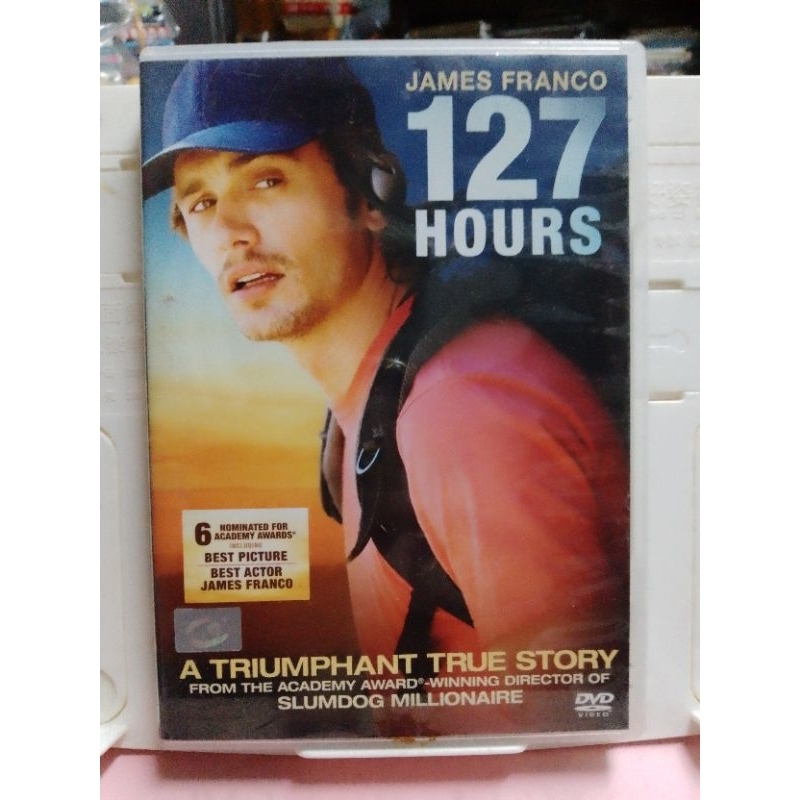 JAMES FRANCO
127
HOURS
6 NOMINATED FOR
ACADEMY AWARDS®
INCLUDING
BEST PICTURE
BEST ACTOR
JAMES FRANCO
A TRIUMPHANT TRUE STORY
FROM THE ACADEMY AWARD®-WINNING DIRECTOR OF
SLUMDOG MILLIONAIRE
DVD
VIDEO